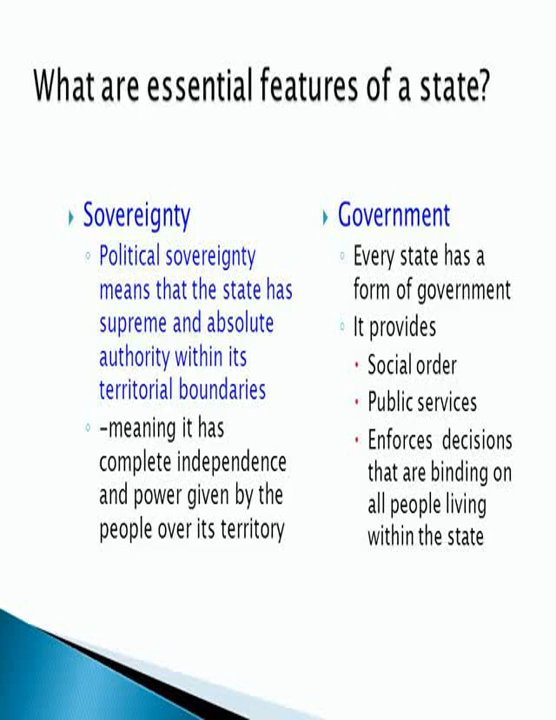 What are essential features of a state?
Sovereignty
Political sovereignty
means that the state has
supreme and absolute
authority within its
territorial boundaries
–meaning it has
complete independence
and power given by the
people over its territory
Government
Every state has a
form of government
It provides
Social order
Public services
Enforces decisions
that are binding on
all people living
within the state